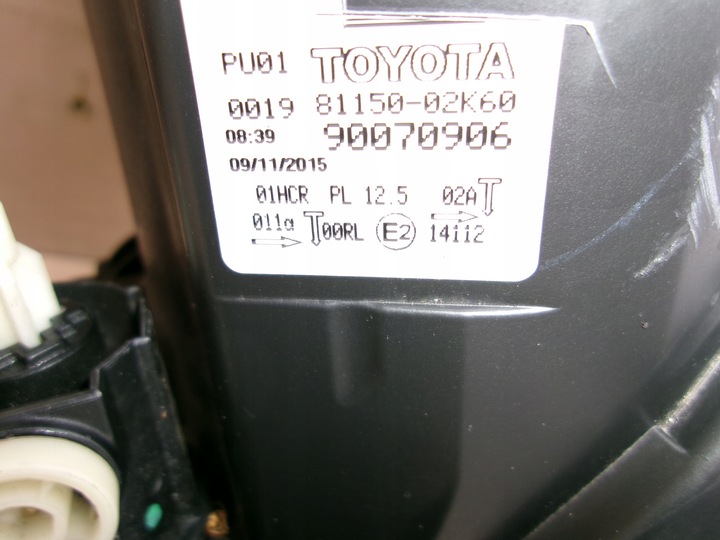 PU01 TOYOTA
0019 81150-02K60
08:39 90070906
09/11/2015
01HCR PL 12.5 02A
011a 00RL E2 14112